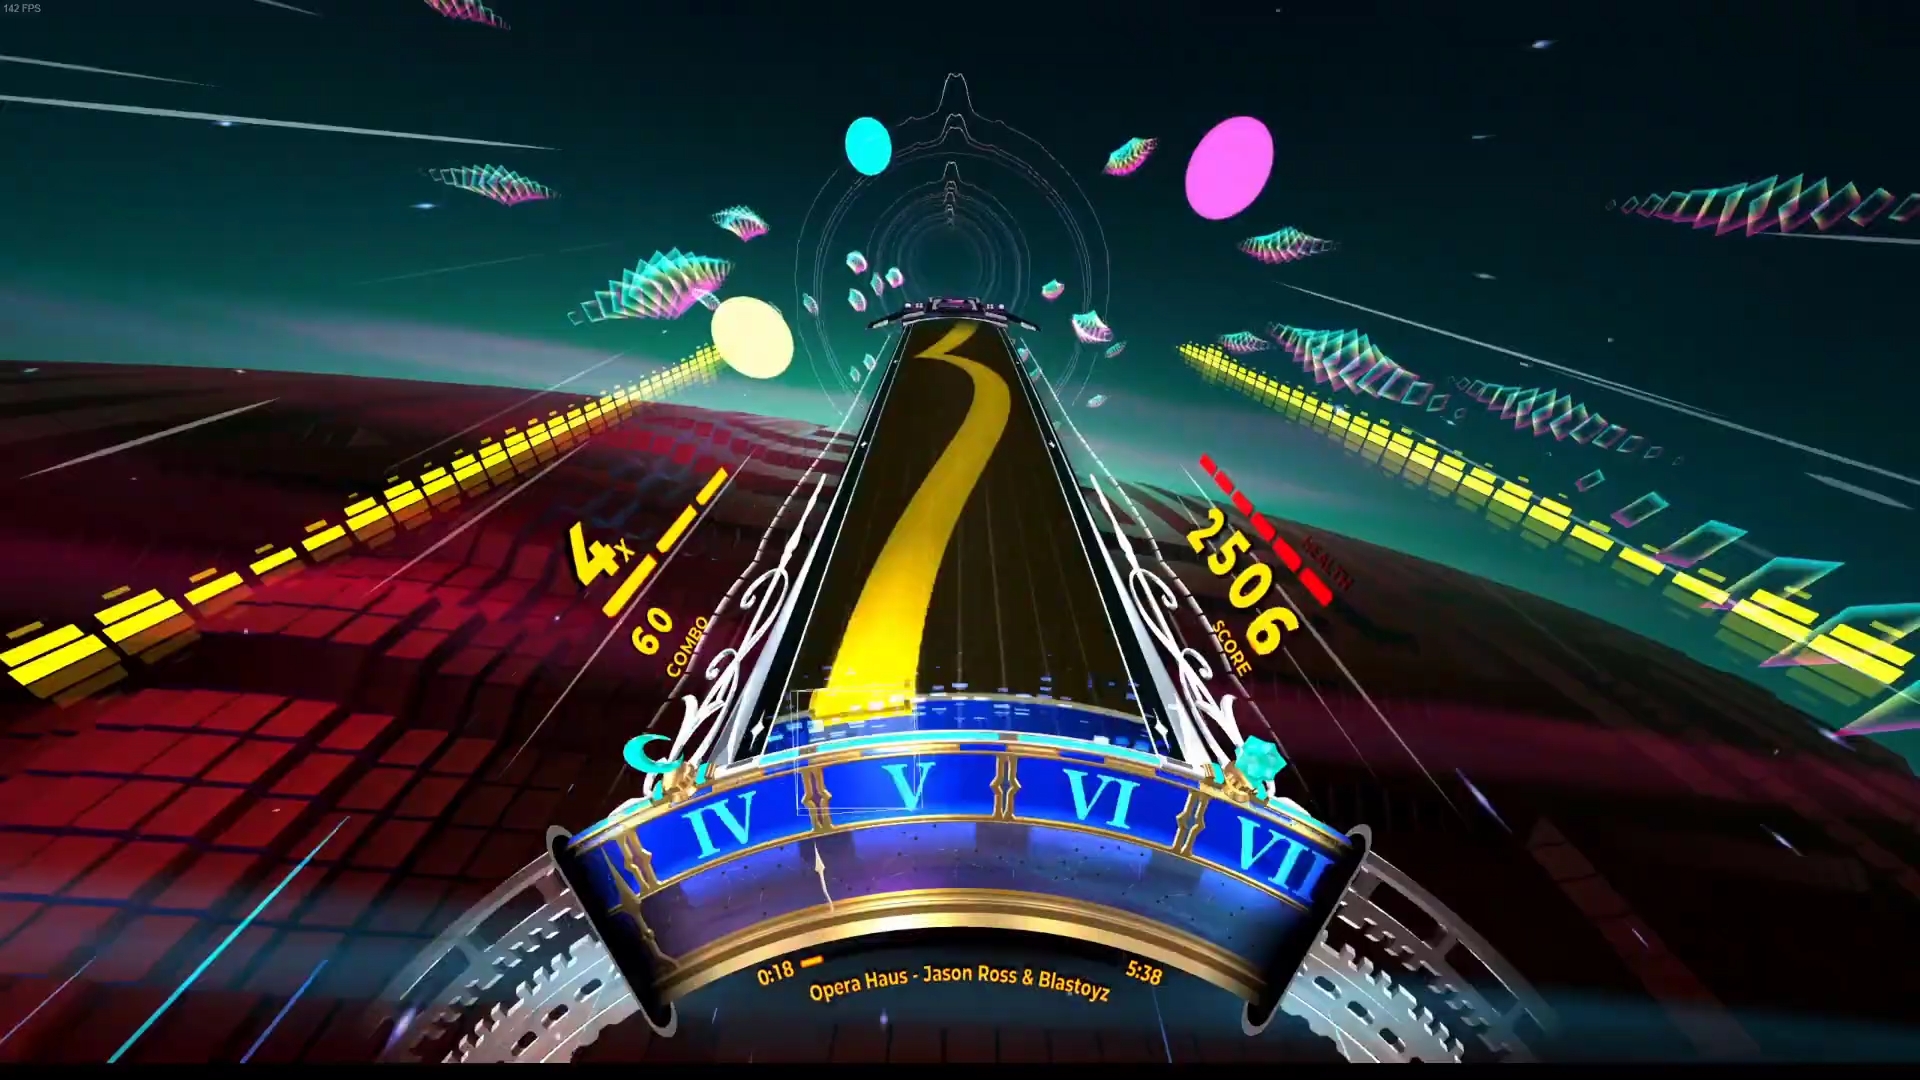 142 FPS
4x
60
COMBO
HEALTH
2506
SCORE
IV V VI VII
0:18
5:38
Opera Haus - Jason Ross & Blastoyz